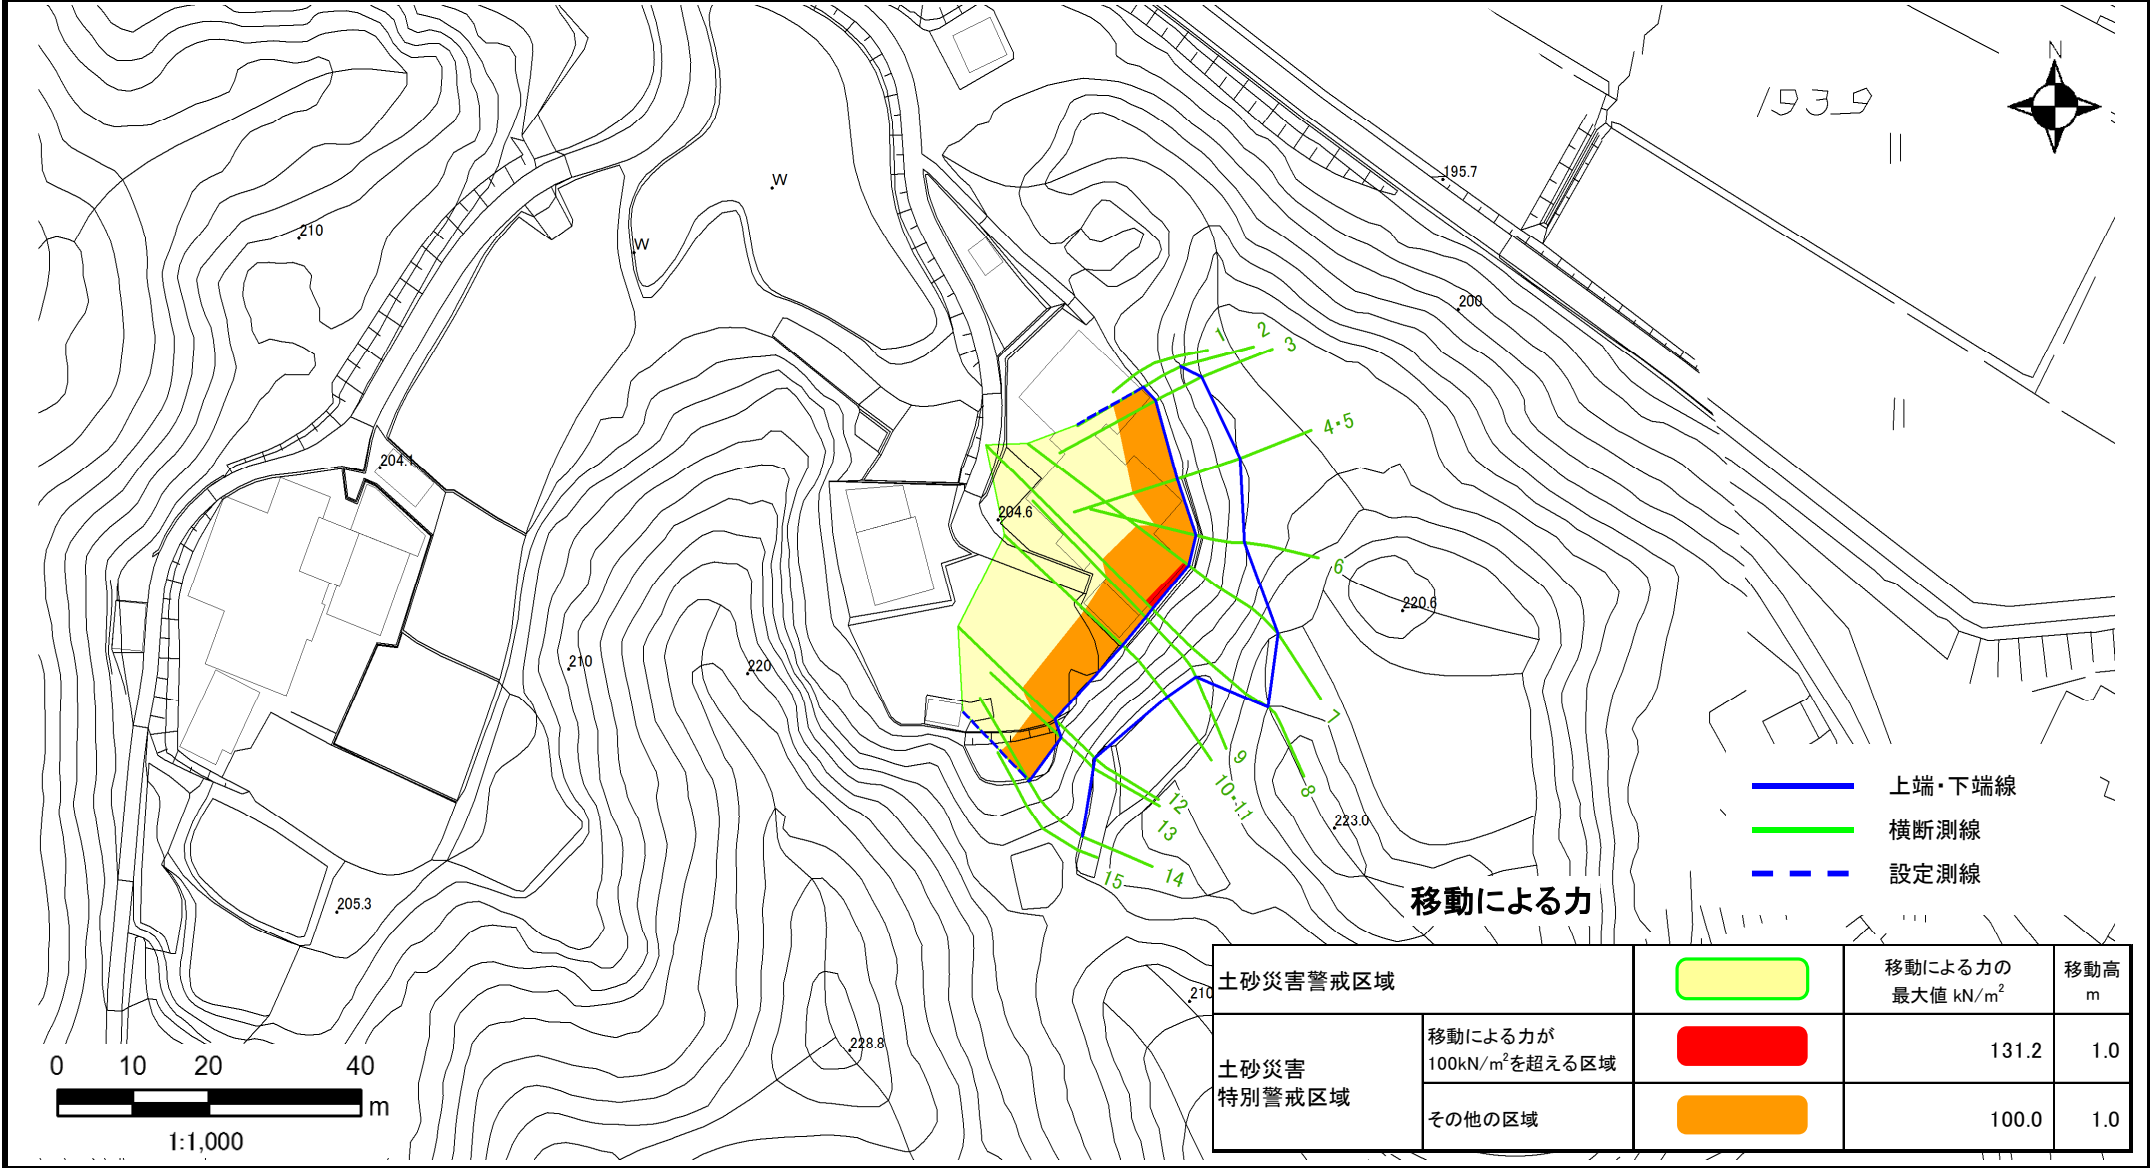 N
1939
195.7
W
W
210
200
1
2
3
4・5
204.1
204.6
6
220.6
210
220
7
9
8
10・11
12
13
223.0
14
15
上端・下端線
横断測線
設定測線
205.3
移動による力
210
228.8
土砂災害警戒区域
移動による力の
最大値 kN/m²
移動高
m
土砂災害
特別警戒区域
移動による力が
100kN/m²を超える区域
131.2
1.0
その他の区域
100.0
1.0
0 10 20 40
m
1:1,000